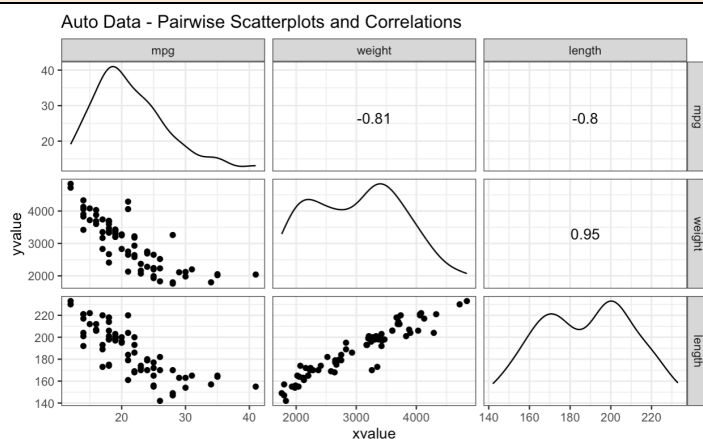 Auto Data - Pairwise Scatterplots and Correlations
mpg weight length
40
30
20
-0.81
-0.8
mpg
yvalue
4000
3000
2000
0.95
weight
220
200
180
160
140
length
20 30 40
2000 3000 4000
140 160 180 200 220
xvalue